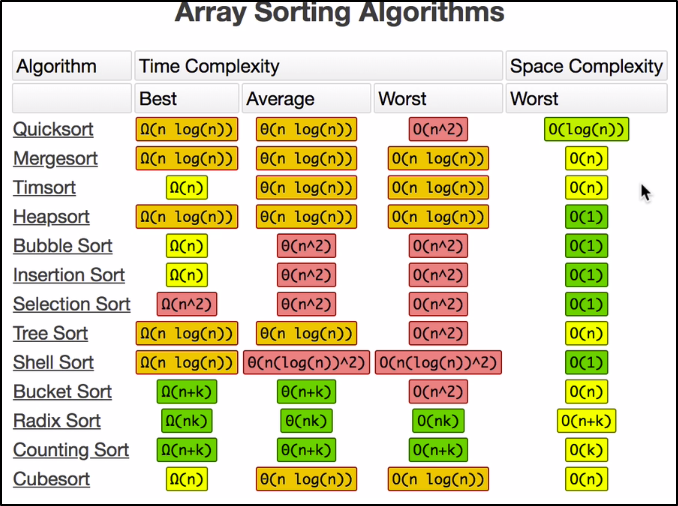 Array Sorting Algorithms
Algorithm Time Complexity Space Complexity
Best Average Worst Worst
Quicksort Ω(n log(n)) θ(n log(n)) O(n^2) O(log(n))
Mergesort Ω(n log(n)) θ(n log(n)) O(n log(n)) O(n)
Timsort Ω(n) θ(n log(n)) O(n log(n)) O(n)
Heapsort Ω(n log(n)) θ(n log(n)) O(n log(n)) O(1)
Bubble Sort Ω(n) θ(n^2) O(n^2) O(1)
Insertion Sort Ω(n) θ(n^2) O(n^2) O(1)
Selection Sort Ω(n^2) θ(n^2) O(n^2) O(1)
Tree Sort Ω(n log(n)) θ(n log(n)) O(n^2) O(n)
Shell Sort Ω(n log(n)) θ(n(log(n))^2) O(n(log(n))^2) O(1)
Bucket Sort Ω(n+k) θ(n+k) O(n^2) O(n)
Radix Sort Ω(nk) θ(nk) O(nk) O(n+k)
Counting Sort Ω(n+k) θ(n+k) O(n+k) O(k)
Cubesort Ω(n) θ(n log(n)) O(n log(n)) O(n)